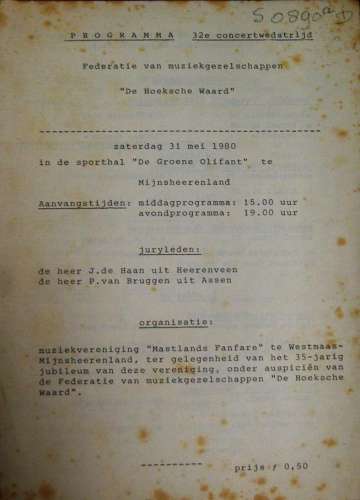 S 0890 D
P R O G R A M M A 32e concertwedstrijd
Federatie van muziekgezelschappen
"De Hoeksche Waard"
zaterdag 31 mei 1980
in de sporthal "De Groene Olifant" te
Mijnsheerenland
Aanvangstijden: middagprogramma: 15.00 uur
avondprogramma: 19.00 uur
juryleden:
de heer J.de Haan uit Heerenveen
de heer P.van Bruggen uit Assen
organisatie:
muziekvereniging "Mastlands Fanfare" te Westmaas-
Mijnsheerenland, ter gelegenheid van het 35-jarig
jubileum van deze vereniging, onder auspiciën van
de Federatie van muziekgezelschappen "De Hoeksche
Waard".
prijs ƒ 0,50